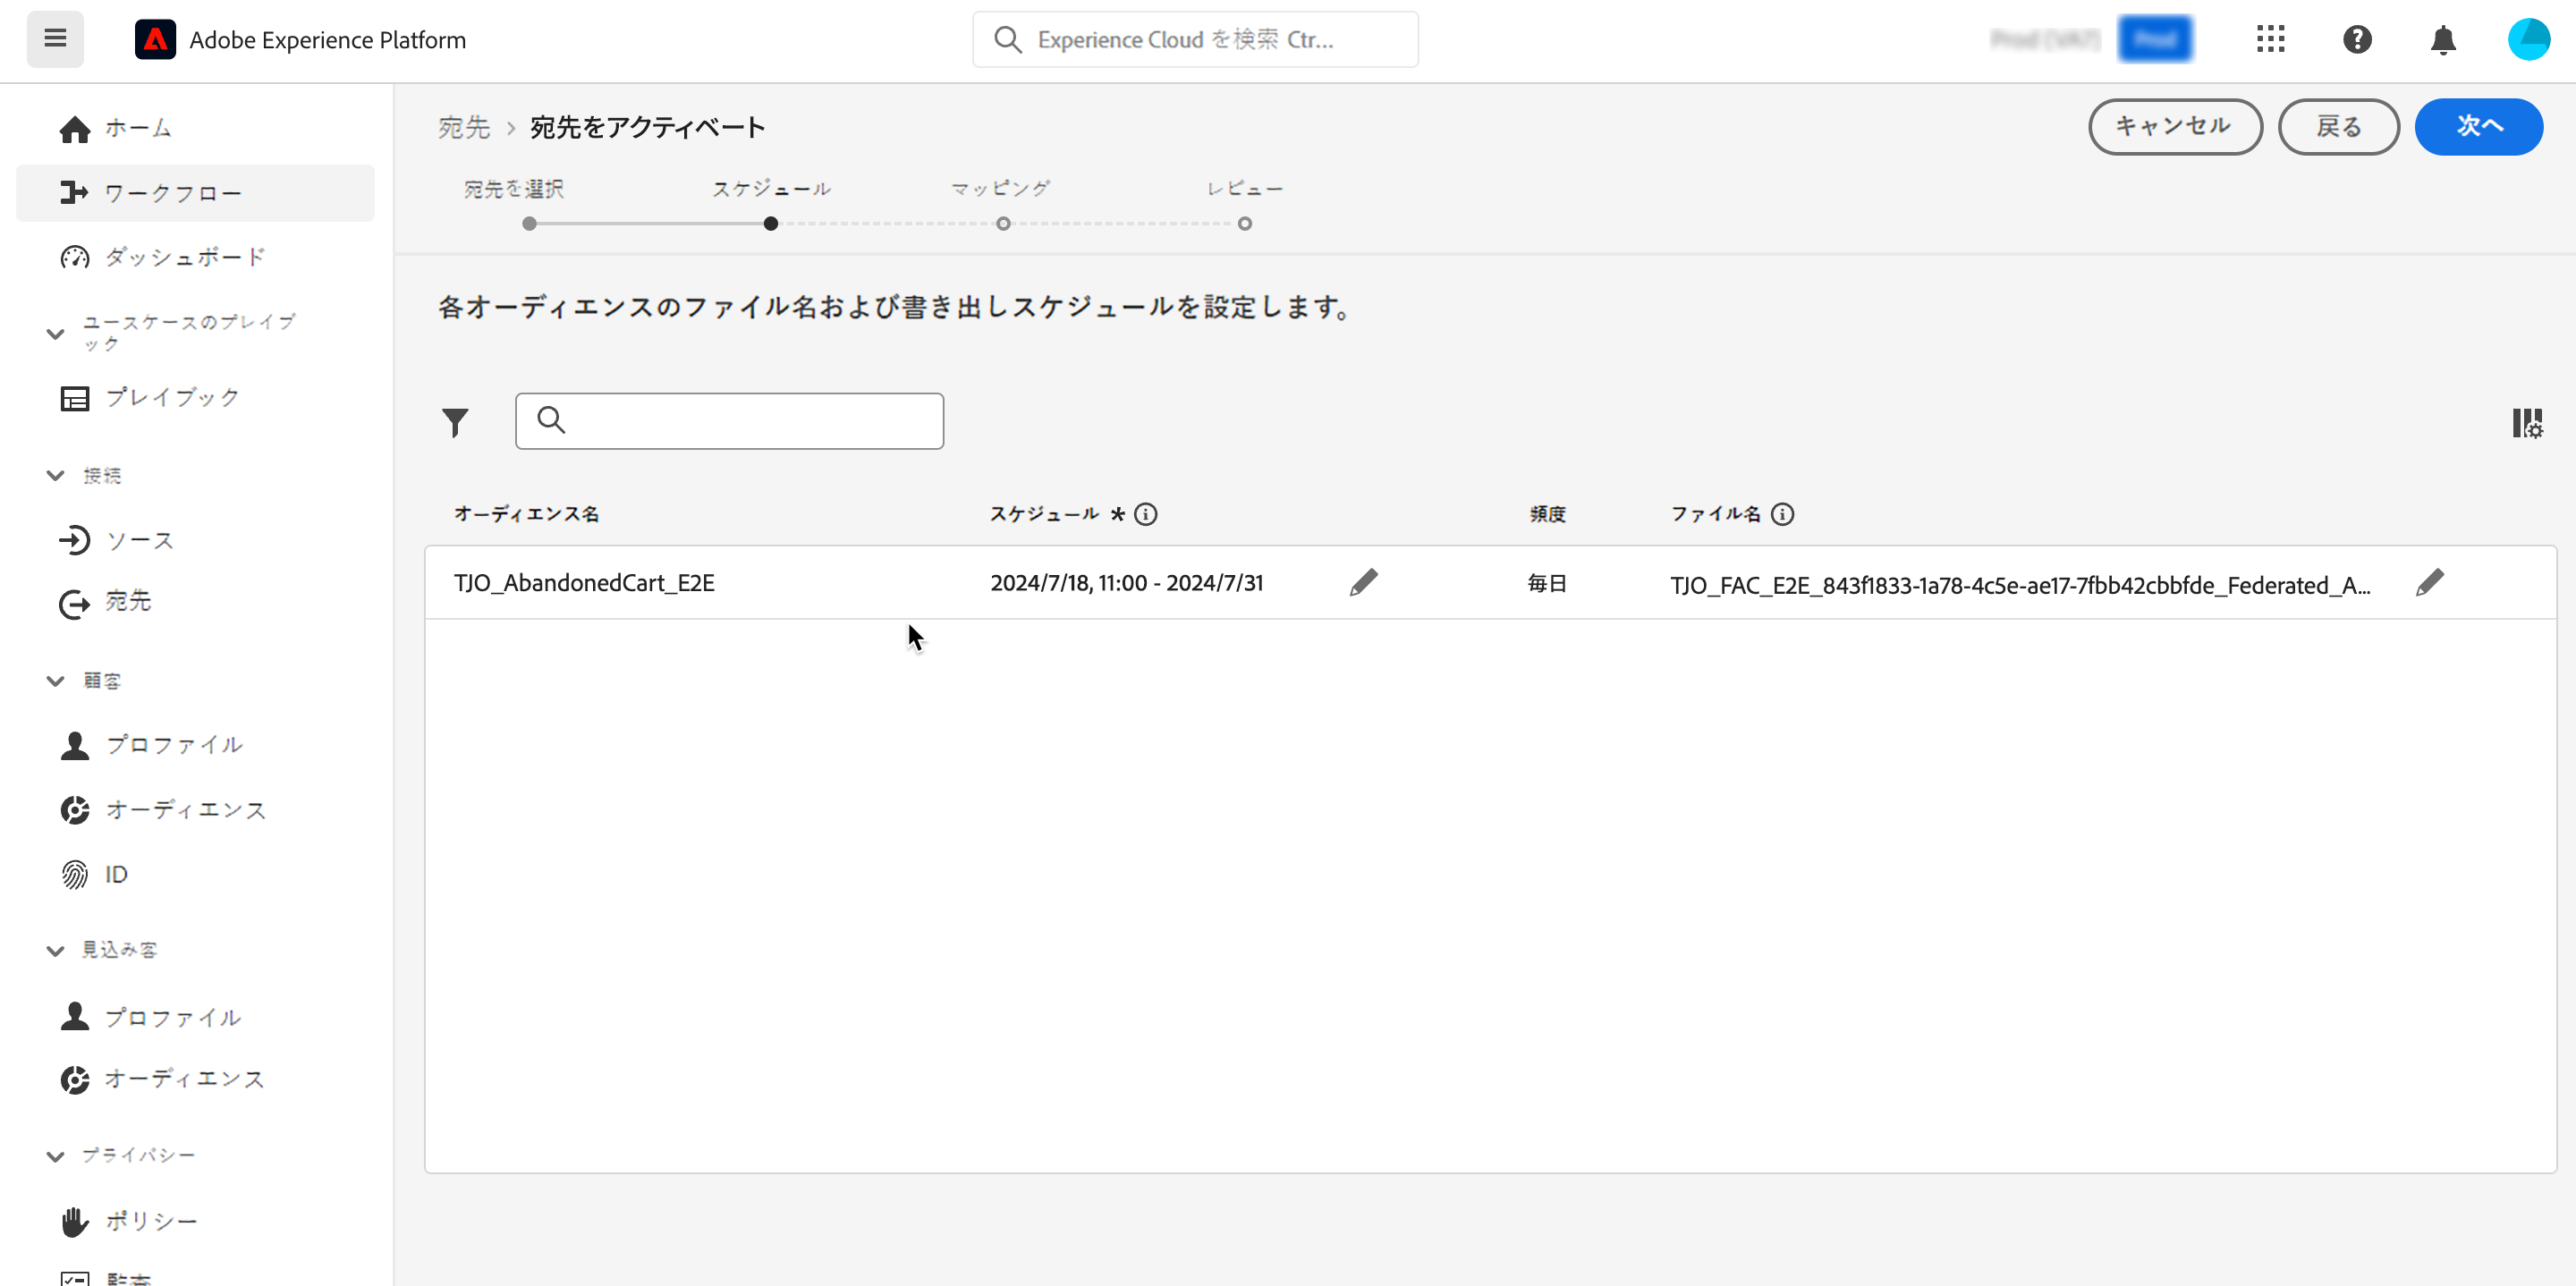 Adobe Experience Platform
Experience Cloud を検索 Ctr...
ホーム
ワークフロー
ダッシュボード
ユースケースのプレイブ
ック
プレイブック
接続
ソース
宛先
顧客
プロファイル
オーディエンス
ID
見込み客
プロファイル
オーディエンス
プライバシー
ポリシー
監査
宛先 > 宛先をアクティベート
キャンセル
戻る
次へ
宛先を選択
スケジュール
マッピング
レビュー
各オーディエンスのファイル名および書き出しスケジュールを設定します。
オーディエンス名 スケジュール * 頻度 ファイル名
TJO_AbandonedCart_E2E 2024/7/18, 11:00 - 2024/7/31 毎日 TJO_FAC_E2E_843f1833-1a78-4c5e-ae17-7fbb42cbbfde_Federated_A...